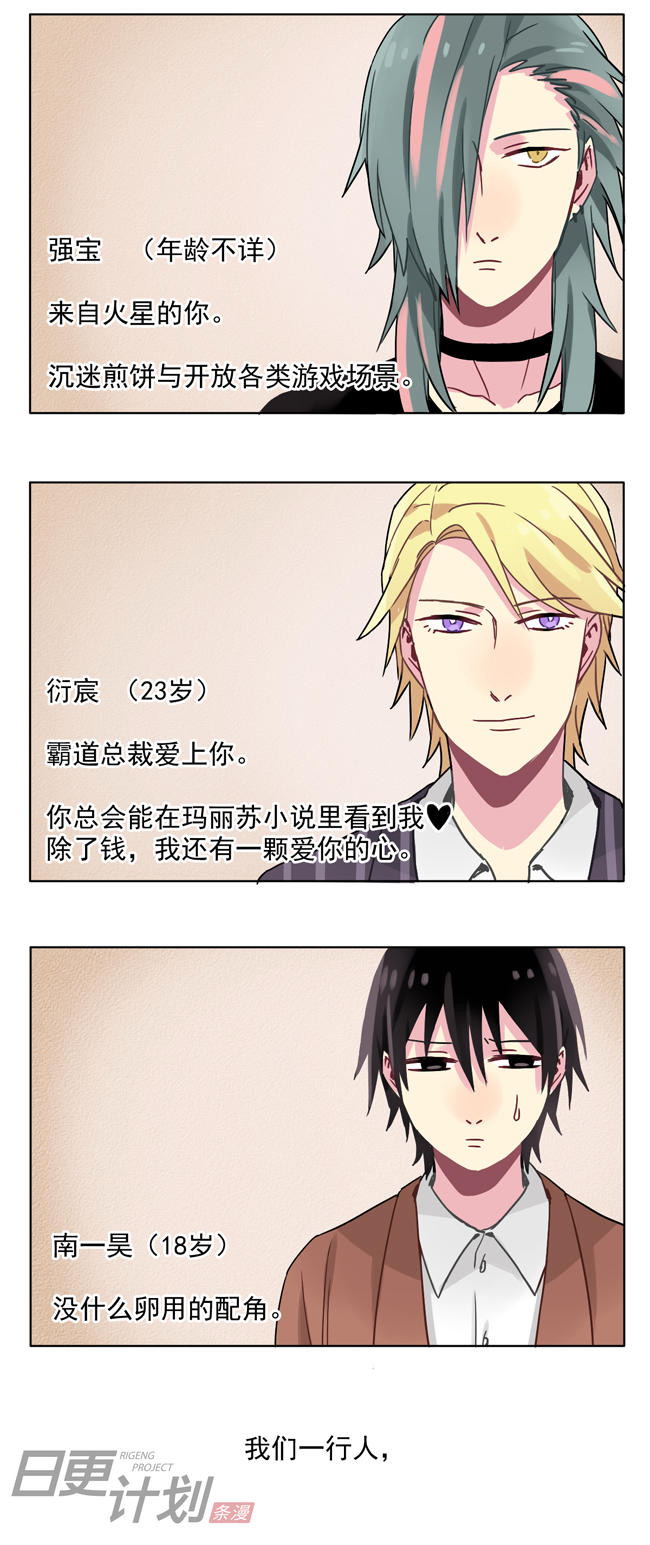 强宝 （年龄不详）
来自火星的你。
沉迷煎饼与开放各类游戏场景。
衍宸 （23岁）
霸道总裁爱上你。
你总会能在玛丽苏小说里看到我♥
除了钱，我还有一颗爱你的心。
南一昊（18岁）
没什么卵用的配角。
我们一行人，
日更计划
RIGENG
PROJECT
条漫